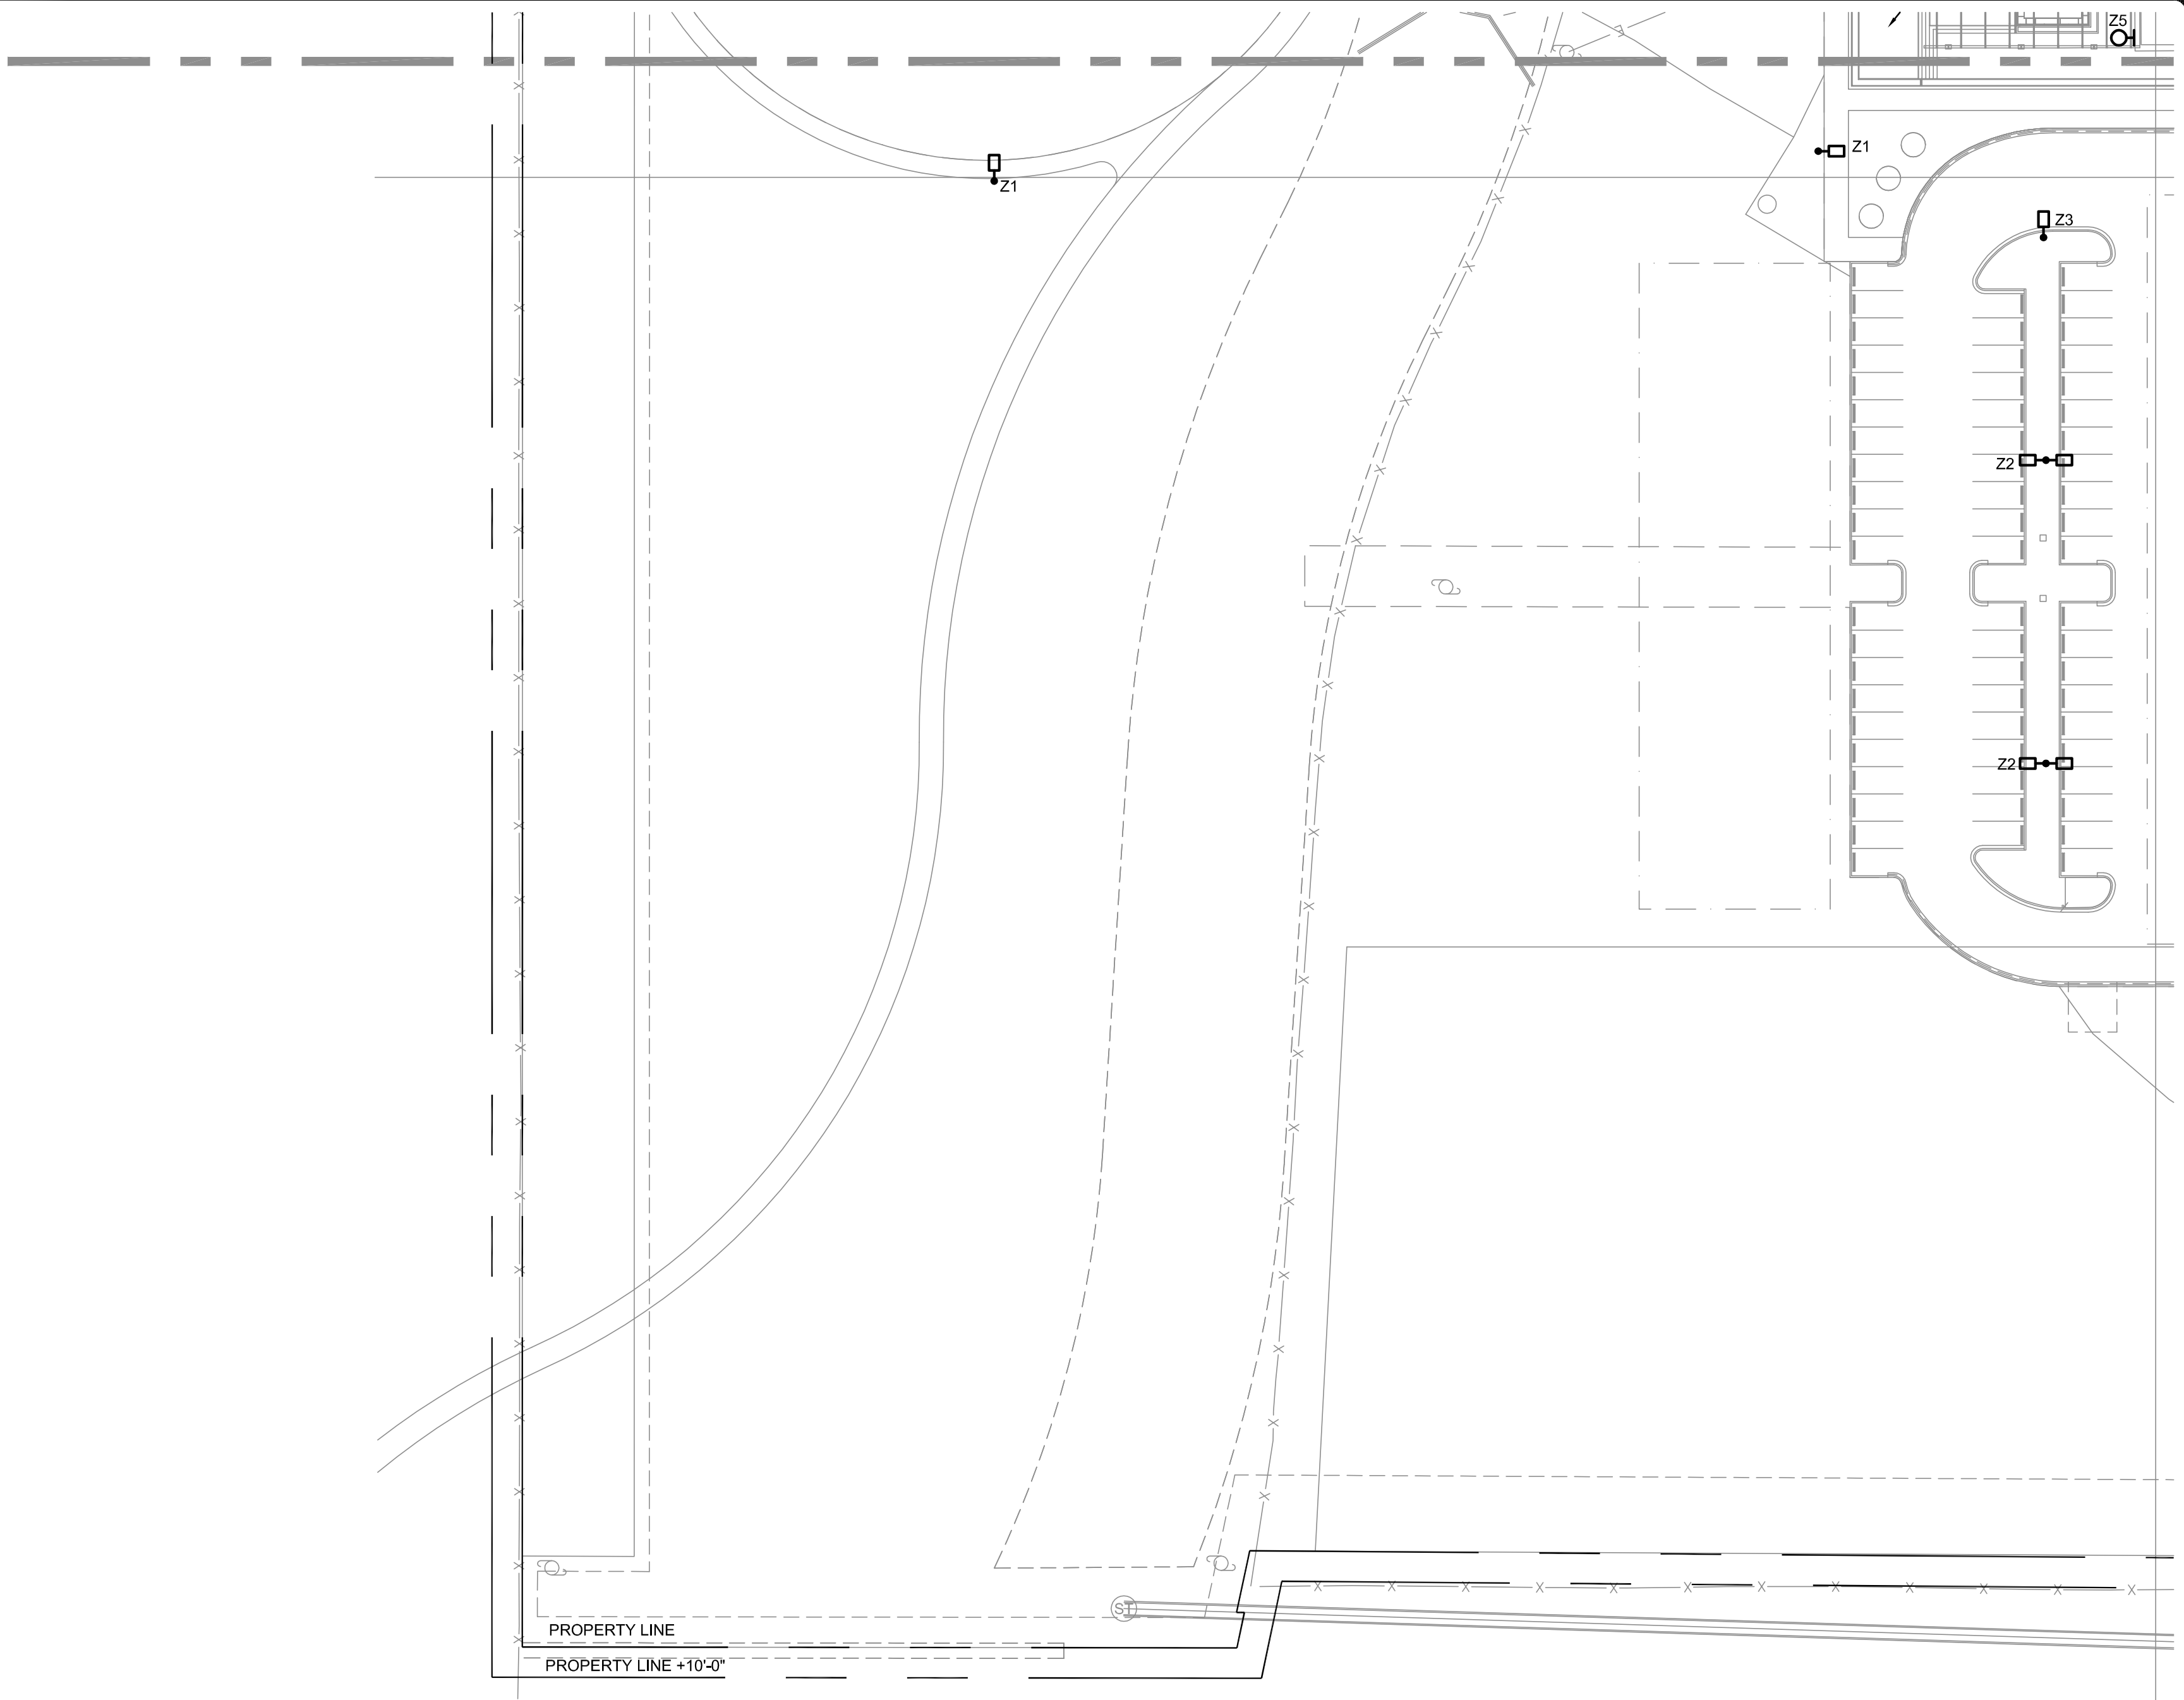 Z5
Z1
Z1
Z3
Z2
Z2
ST
PROPERTY LINE
PROPERTY LINE +10'-0"